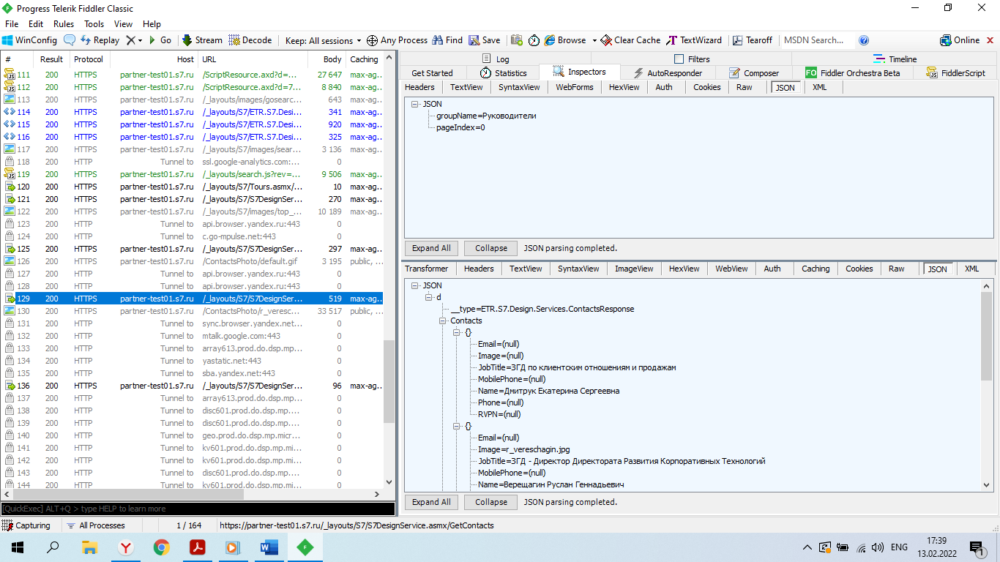 Progress Telerik Fiddler Classic
File Edit Rules Tools View Help
WinConfig Replay Go Stream Decode Keep: All sessions Any Process Find Save Browse Clear Cache TextWizard Tearoff MSDN Search... Online
# Result Protocol Host URL Body Caching
111 200 HTTPS partner-test01.s7.ru /ScriptResource.axd?d=... 27 647 max-ag..
112 200 HTTPS partner-test01.s7.ru /ScriptResource.axd?d=7... 8 840 max-ag..
113 200 HTTPS partner-test01.s7.ru /_layouts/images/gosearc... 643 max-ag..
114 200 HTTPS partner-test01.s7.ru /_layouts/S7/ETR.S7.Desi... 341 max-ag..
115 200 HTTPS partner-test01.s7.ru /_layouts/S7/ETR.S7.Desi... 920 max-ag..
116 200 HTTPS partner-test01.s7.ru /_layouts/S7/ETR.S7.Desi... 325 max-ag..
117 200 HTTPS partner-test01.s7.ru /_layouts/S7/images/sear... 3 136 max-ag..
118 200 HTTP Tunnel to ssl.google-analytics.com:... 0
119 200 HTTPS partner-test01.s7.ru /_layouts/search.js?rev=... 9 506 max-ag..
120 200 HTTPS partner-test01.s7.ru /_layouts/S7/Tours.asmx/... 10 max-ag..
121 200 HTTPS partner-test01.s7.ru /_layouts/S7/S7DesignSer... 270 max-ag..
122 200 HTTPS partner-test01.s7.ru /_layouts/S7/images/top_... 10 189 max-ag..
123 200 HTTP Tunnel to api.browser.yandex.ru:443 0
124 200 HTTP Tunnel to c.go-mpulse.net:443 0
125 200 HTTPS partner-test01.s7.ru /_layouts/S7/S7DesignSer... 297 max-ag..
126 200 HTTPS partner-test01.s7.ru /ContactsPhoto/default.gif 3 195 public, ...
127 200 HTTP Tunnel to api.browser.yandex.ru:443 0
128 200 HTTP Tunnel to api.browser.yandex.ru:443 0
129 200 HTTPS partner-test01.s7.ru /_layouts/S7/S7DesignSer... 519 max-ag..
130 200 HTTPS partner-test01.s7.ru /ContactsPhoto/r_veresc... 33 517 public, ...
131 200 HTTP Tunnel to sync.browser.yandex.net... 0
132 200 HTTP Tunnel to mtalk.google.com:443 0
133 200 HTTP Tunnel to array613.prod.do.dsp.mp... 0
134 200 HTTP Tunnel to yastatic.net:443 0
135 200 HTTP Tunnel to sba.yandex.net:443 0
136 200 HTTPS partner-test01.s7.ru /_layouts/S7/S7DesignSer... 96 max-ag..
137 200 HTTP Tunnel to array613.prod.do.dsp.mp... 0
138 200 HTTP Tunnel to disc601.prod.do.dsp.mp.... 0
139 200 HTTP Tunnel to disc601.prod.do.dsp.mp.... 0
140 200 HTTP Tunnel to geo.prod.do.dsp.mp.micr... 0
141 200 HTTP Tunnel to kv601.prod.do.dsp.mp.mi... 0
142 200 HTTP Tunnel to kv601.prod.do.dsp.mp.mi... 0
143 200 HTTP Tunnel to disc601.prod.do.dsp.mp.... 0
144 200 HTTP Tunnel to kv601.prod.do.dsp.mp.mi... 0
[QuickExec] ALT+Q > type HELP to learn more
Log Filters Timeline
Get Started Statistics Inspectors AutoResponder Composer FO Fiddler Orchestra Beta FiddlerScript
Headers TextView SyntaxView WebForms HexView Auth Cookies Raw JSON XML
JSON
groupName=Руководители
pageIndex=0
Expand All Collapse JSON parsing completed.
Transformer Headers TextView SyntaxView ImageView HexView WebView Auth Caching Cookies Raw JSON XML
JSON
d
__type=ETR.S7.Design.Services.ContactsResponse
Contacts
{}
Email=(null)
Image=(null)
JobTitle=ЗГД по клиентским отношениям и продажам
MobilePhone=(null)
Name=Дмитрук Екатерина Сергеевна
Phone=(null)
RVPN=(null)
{}
Email=(null)
Image=r_vereschagin.jpg
JobTitle=ЗГД - Директор Директората Развития Корпоративных Технологий
MobilePhone=(null)
Name=Верещагин Руслан Геннадьевич
Expand All Collapse JSON parsing completed.
Capturing All Processes 1 / 164 https://partner-test01.s7.ru/_layouts/S7/S7DesignService.asmx/GetContacts
ENG 17:39
13.02.2022 1